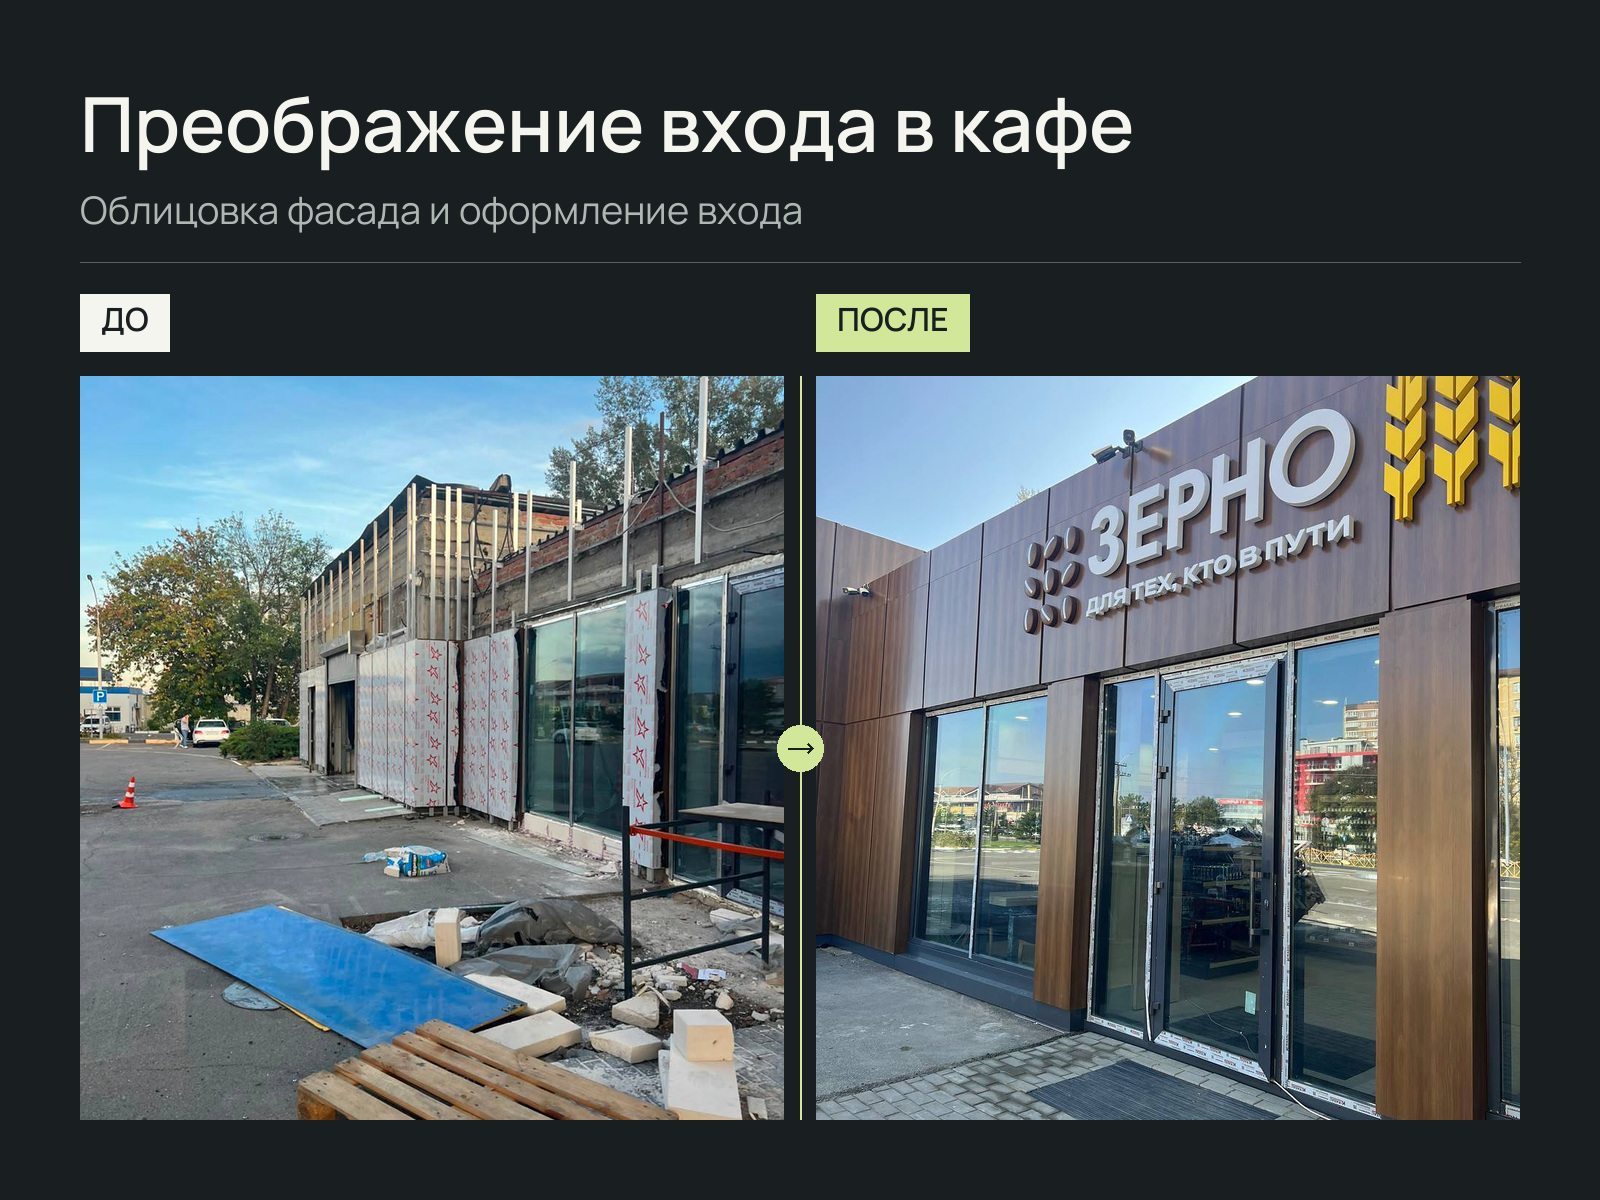 Преображение входа в кафе
Облицовка фасада и оформление входа
ДО
ПОСЛЕ
P
ЗЕРНО
ДЛЯ ТЕХ, КТО В ПУТИ